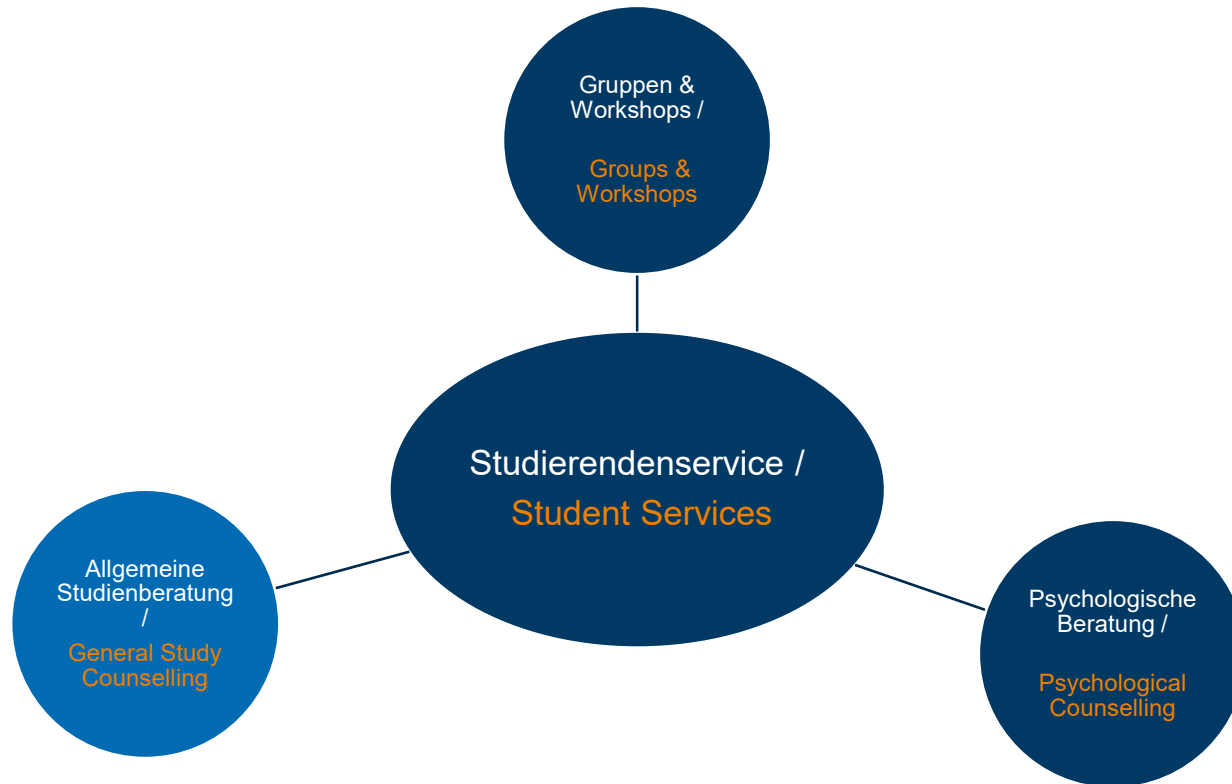 Gruppen &
Workshops /
Groups &
Workshops
Studierendenservice /
Student Services
Allgemeine
Studienberatung
/
General Study
Counselling
Psychologische
Beratung /
Psychological
Counselling